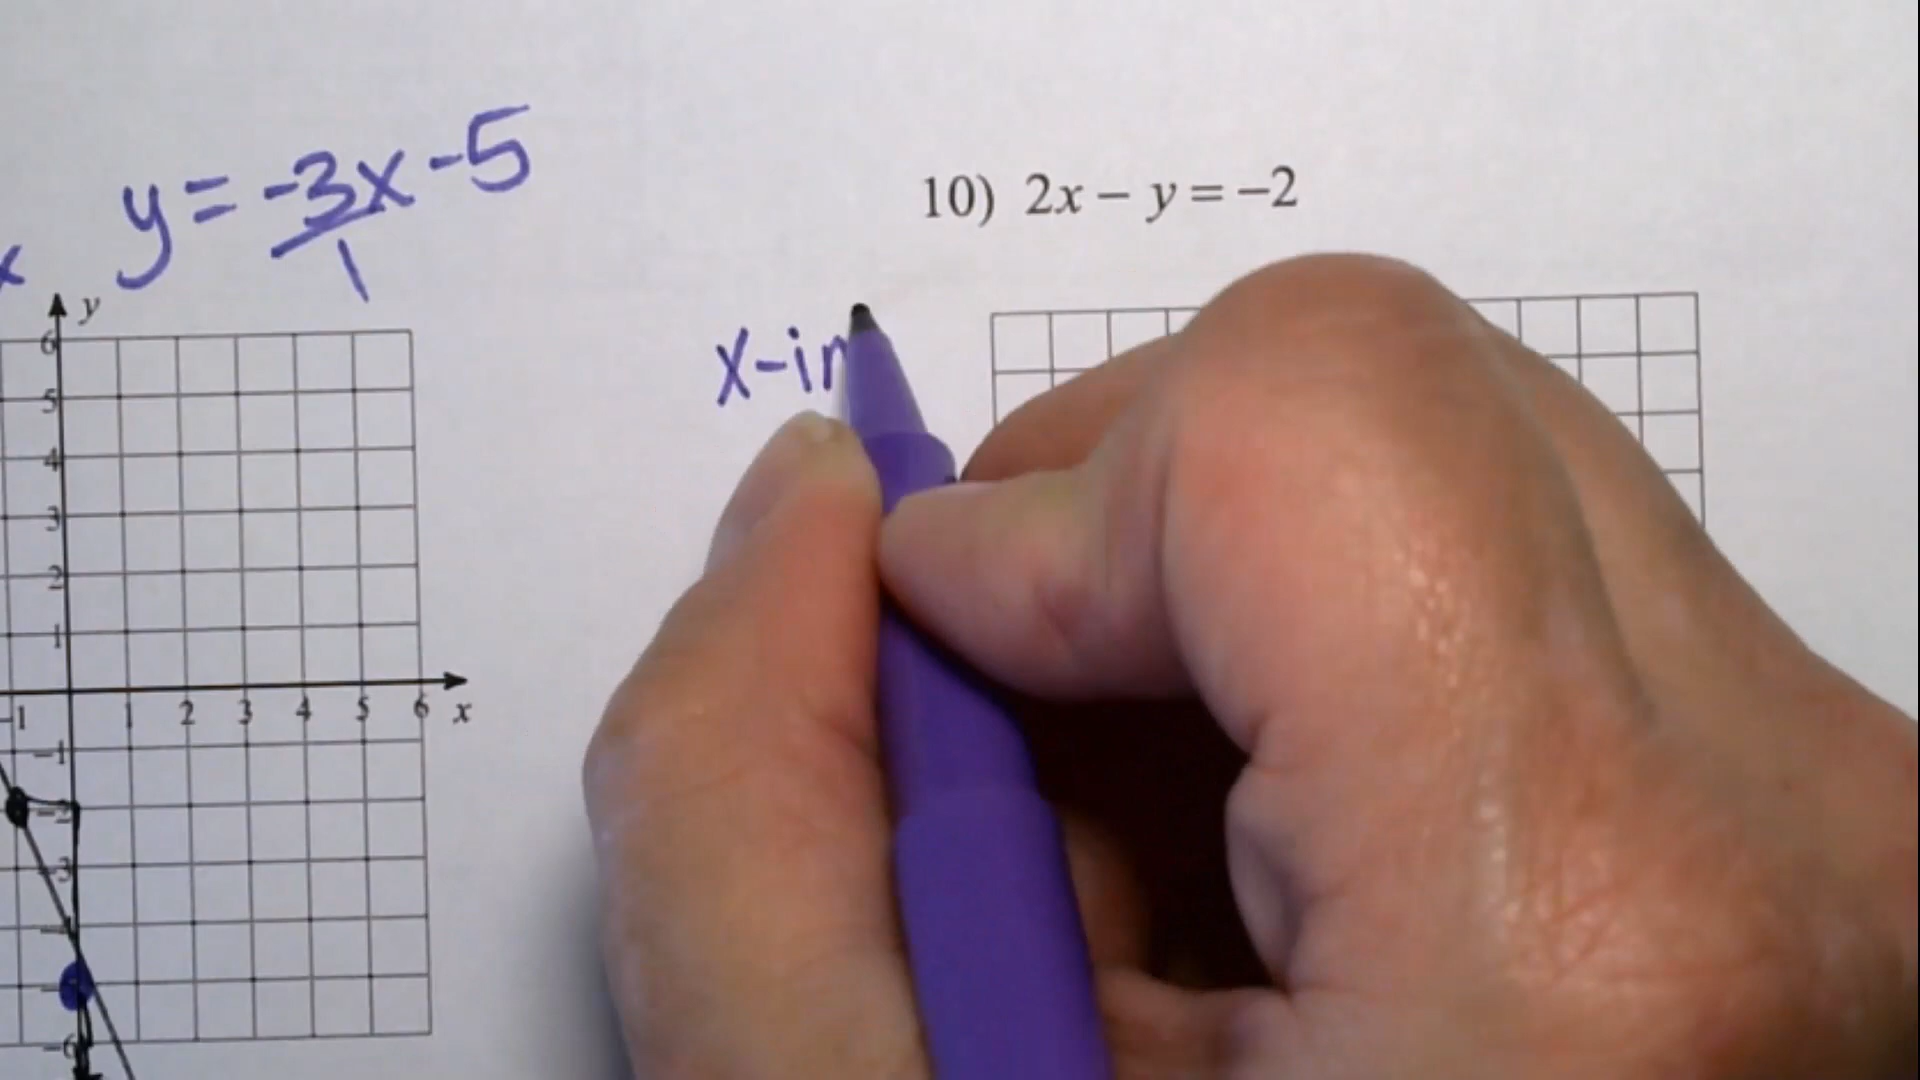 y = -3x - 5
1
10) 2x – y = –2
x-in
x
y
6
5
4
3
2
1
-1 1 2 3 4 5 6 x
-1
-2
-3
-6